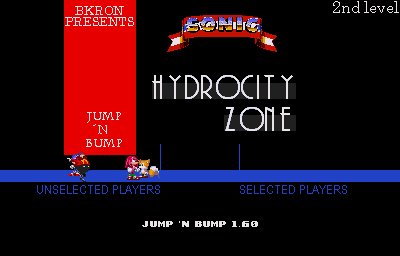 BKRON
PRESENTS
2nd level
SONIC
HYDROCITY
ZONE
JUMP
´N
BUMP
UNSELECTED PLAYERS
SELECTED PLAYERS
JUMP 'N BUMP 1.60